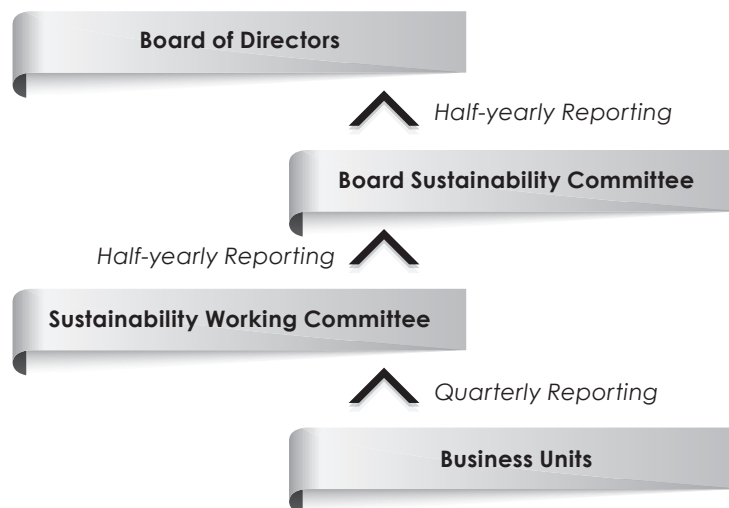 Board of Directors
Half-yearly Reporting
Board Sustainability Committee
Half-yearly Reporting
Sustainability Working Committee
Quarterly Reporting
Business Units